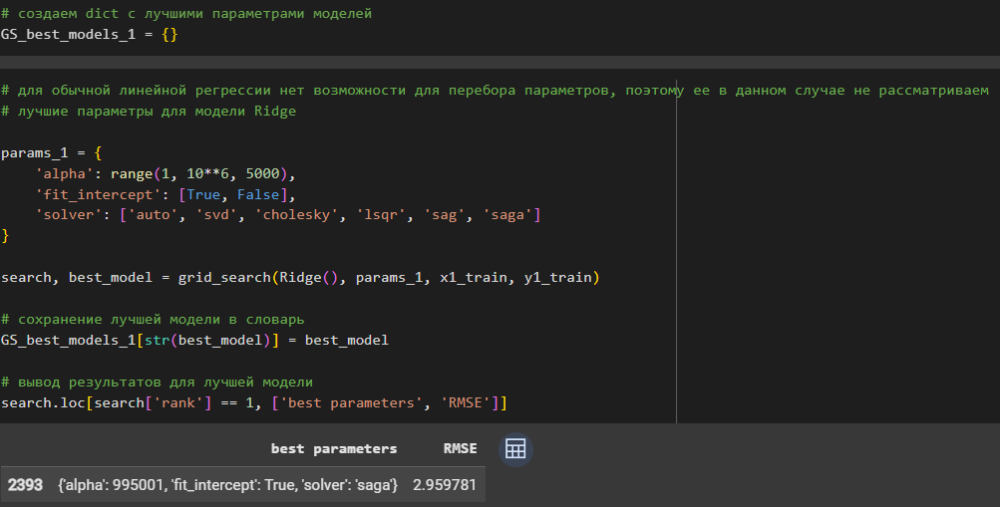 # создаем dict с лучшими параметрами моделей
GS_best_models_1 = {}
# для обычной линейной регрессии нет возможности для перебора параметров, поэтому ее в данном случае не рассматриваем
# лучшие параметры для модели Ridge
params_1 = {
    'alpha': range(1, 10**6, 5000),
    'fit_intercept': [True, False],
    'solver': ['auto', 'svd', 'cholesky', 'lsqr', 'sag', 'saga']
}
search, best_model = grid_search(Ridge(), params_1, x1_train, y1_train)
# сохранение лучшей модели в словарь
GS_best_models_1[str(best_model)] = best_model
# вывод результатов для лучшей модели
search.loc[search['rank'] == 1, ['best parameters', 'RMSE']]
best parameters RMSE
2393 {'alpha': 995001, 'fit_intercept': True, 'solver': 'saga'} 2.959781